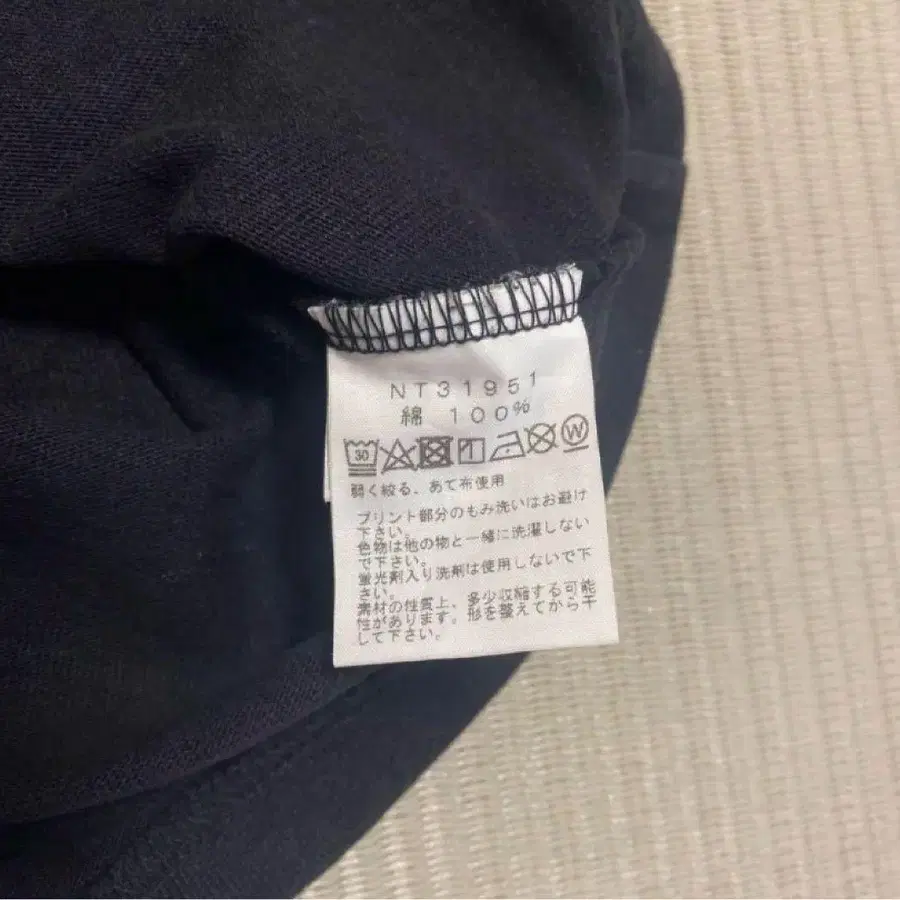 NT31951
綿 100%
30 W
弱く絞る、あて布使用
プリント部分のもみ洗いはお避け
下さい。
色物は他の物と一緒に洗濯しない
で下さい。
蛍光剤入り洗剤は使用しないで下
さい。
素材の性質上、多少収縮する可能
性があります。形を整えてから干
して下さい。